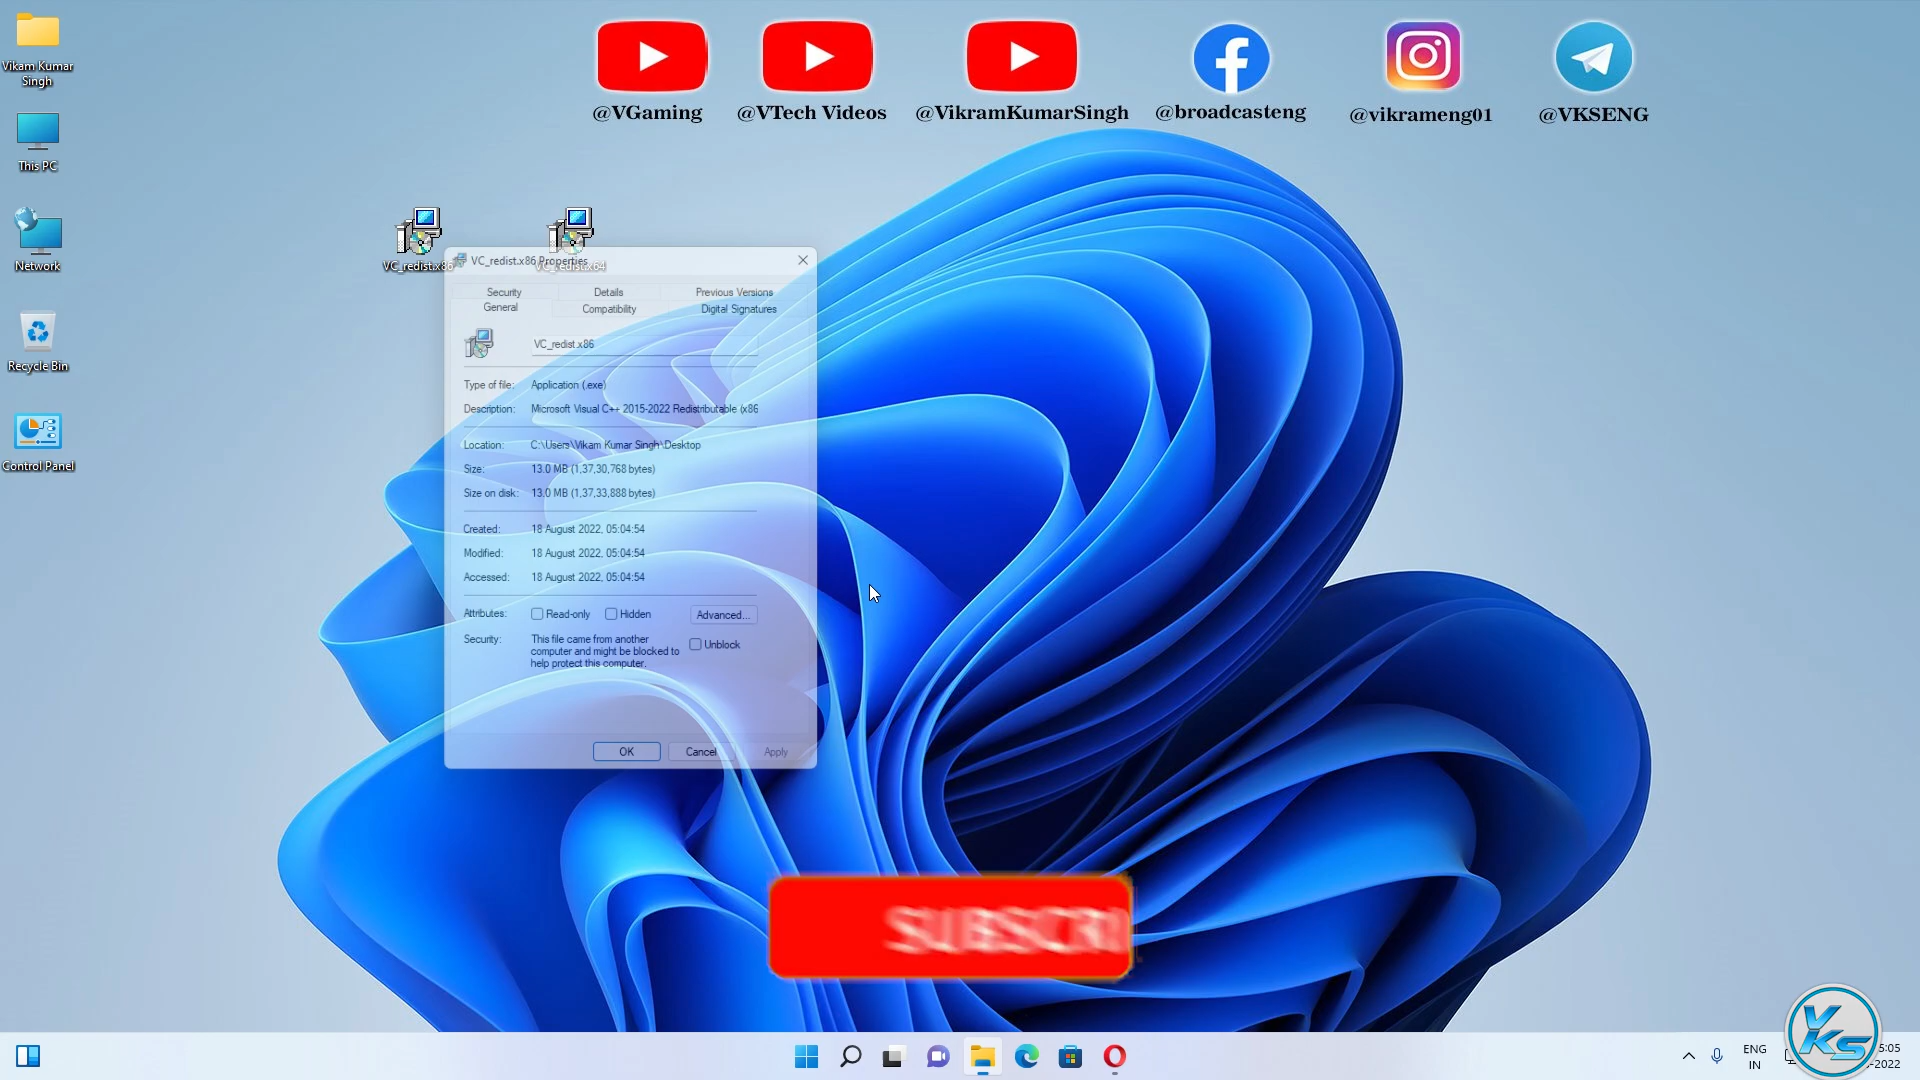 @VGaming
@VTech Videos
@VikramKumarSingh
@broadcasteng
@vikrameng01
@VKSENG
Vikam Kumar
Singh
This PC
Network
Recycle Bin
Control Panel
VC_redist.x86
VC_redist.x64
VC_redist.x86 Properties
Security
Details
Previous Versions
General
Compatibility
Digital Signatures
VC_redist.x86
Type of file: Application (.exe)
Description: Microsoft Visual C++ 2015-2022 Redistributable (x86
Location: C:\Users\Vikam Kumar Singh\Desktop
Size: 13.0 MB (1,37,30,768 bytes)
Size on disk: 13.0 MB (1,37,33,888 bytes)
Created: 18 August 2022, 05:04:54
Modified: 18 August 2022, 05:04:54
Accessed: 18 August 2022, 05:04:54
Attributes: Read-only Hidden Advanced...
Security: This file came from another
computer and might be blocked to
help protect this computer.
Unblock
OK Cancel Apply
SUBSCRI
ENG
IN
VKS
5:05
-2022